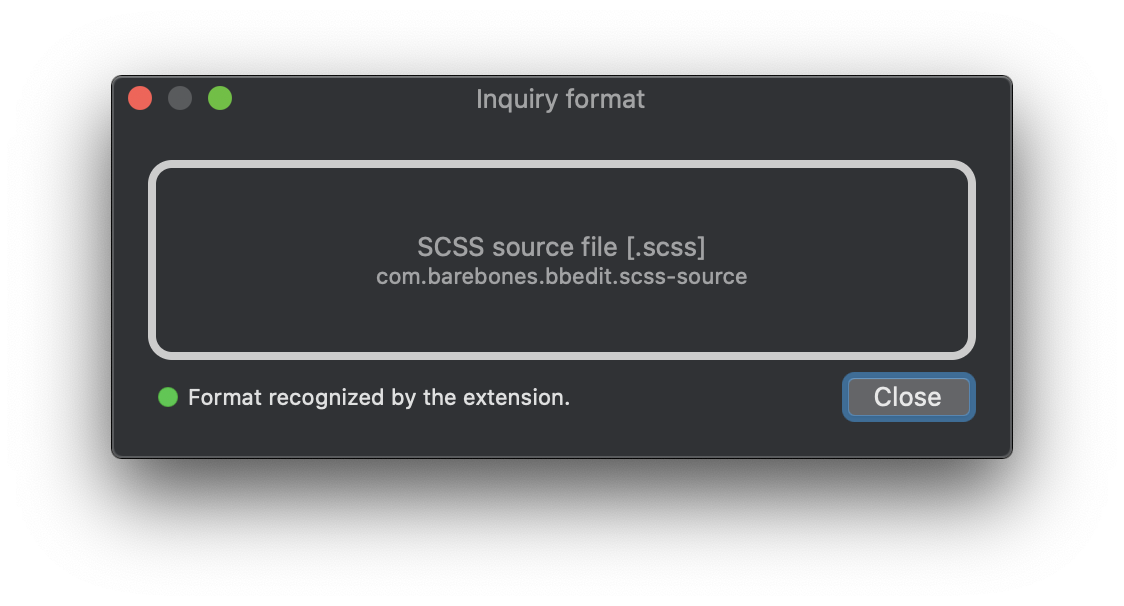 Inquiry format
SCSS source file [.scss]
com.barebones.bbedit.scss-source
Format recognized by the extension.
Close